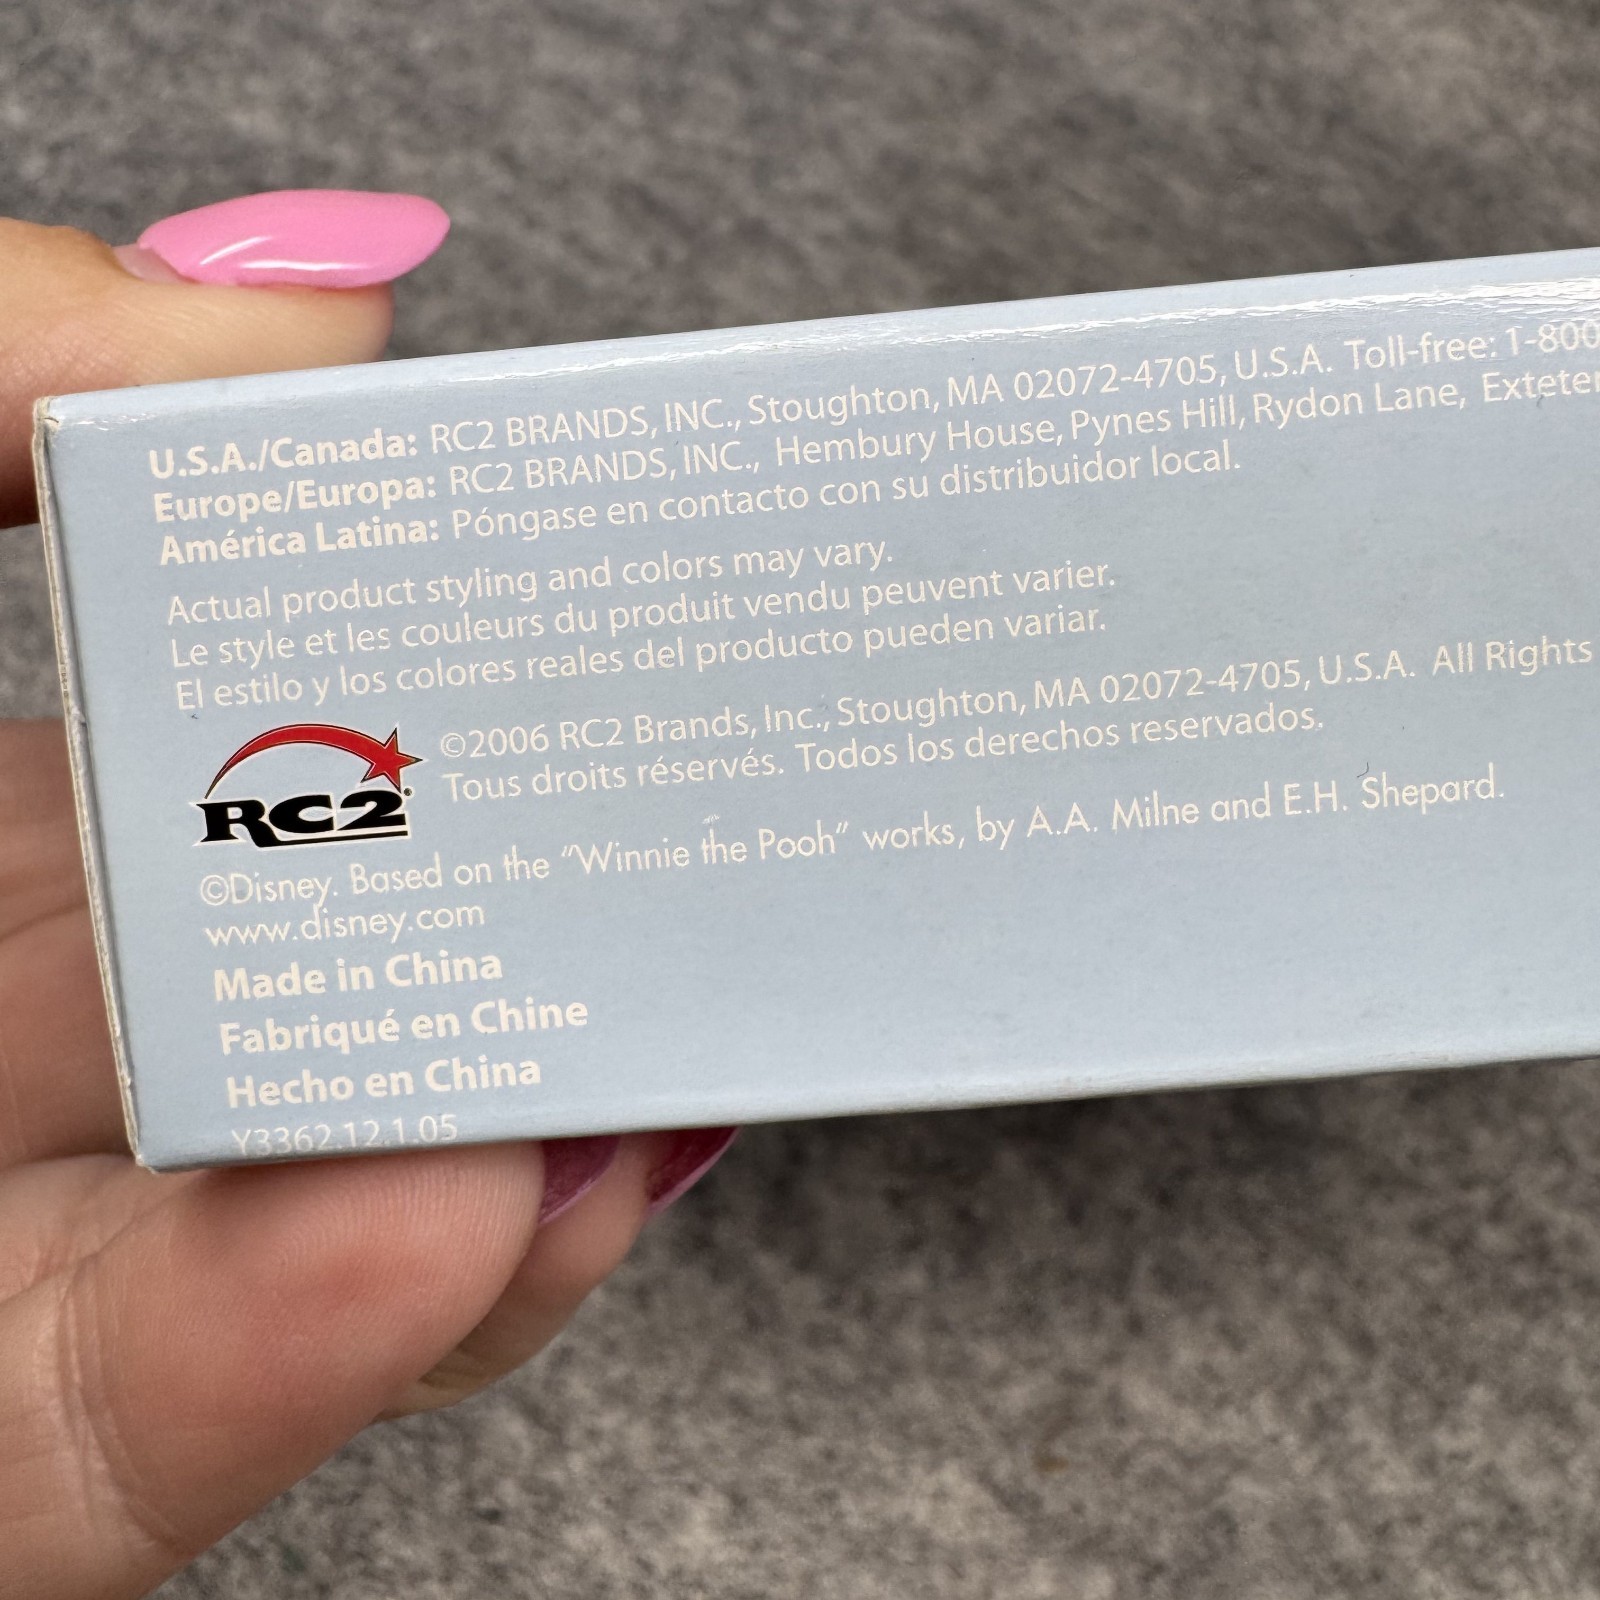 U.S.A./Canada: RC2 BRANDS, INC., Stoughton, MA 02072-4705, U.S.A. Toll-free: 1-800
Europe/Europa: RC2 BRANDS, INC., Hembury House, Pynes Hill, Rydon Lane, Exteter
América Latina: Póngase en contacto con su distribuidor local.
Actual product styling and colors may vary.
Le style et les couleurs du produit vendu peuvent varier.
El estilo y los colores reales del producto pueden variar.
RC2®
©2006 RC2 Brands, Inc., Stoughton, MA 02072-4705, U.S.A. All Rights
Tous droits réservés. Todos los derechos reservados.
©Disney. Based on the “Winnie the Pooh” works, by A.A. Milne and E.H. Shepard.
www.disney.com
Made in China
Fabriqué en Chine
Hecho en China
Y3362.12.1.05